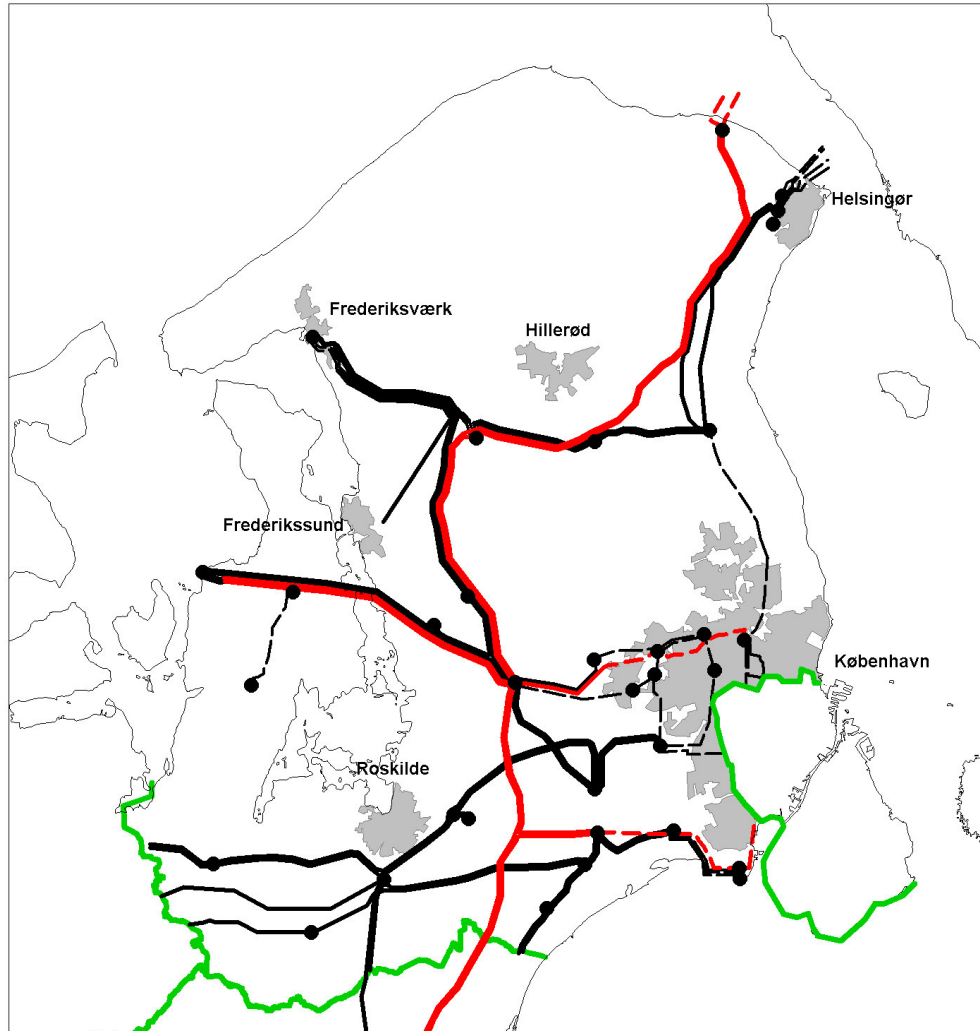 Helsingør
Frederiksværk
Hillerød
Frederikssund
København
Roskilde